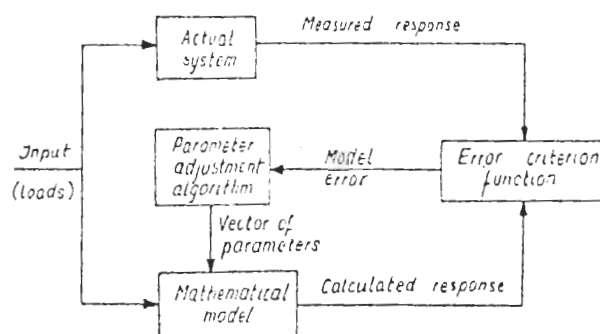 Actual
system
Measured response
Input
(loads)
Parameter
adjustment
algorithm
Model
error
Error criterion
function
Vector of
parameters
Mathematical
model
Calculated response